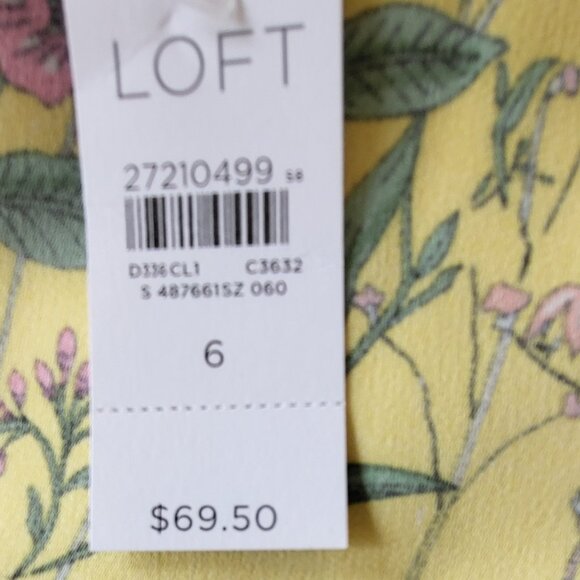 LOFT
27210499 58
D336CL1 C3632
S 4876615Z 060
6
$69.50